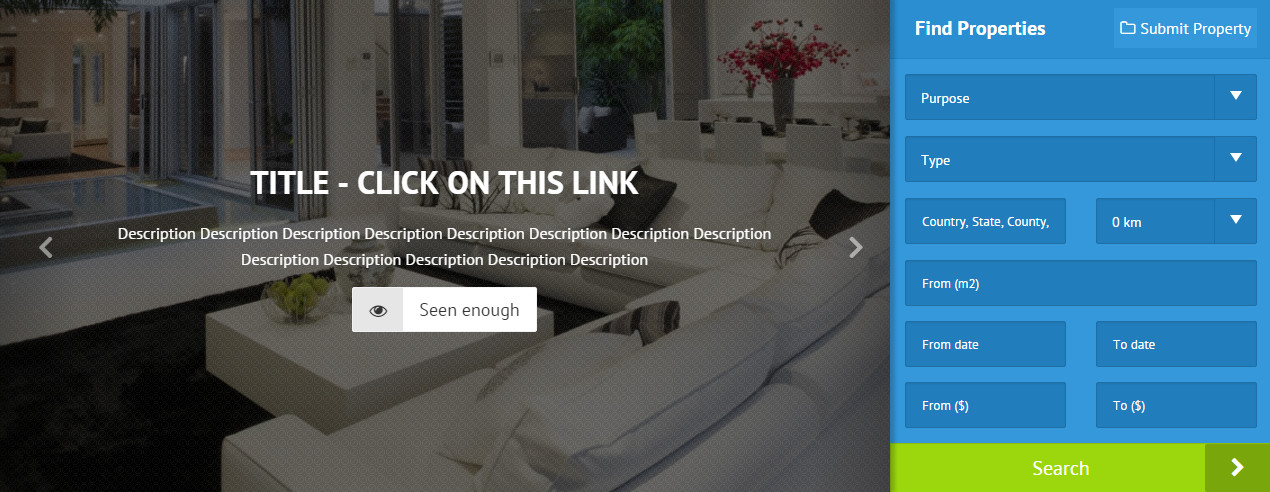 TITLE - CLICK ON THIS LINK
Description Description Description Description Description Description Description Description
Description Description Description Description Description
Seen enough
Find Properties
Submit Property
Purpose
Type
Country, State, County,
0 km
From (m2)
From date
To date
From ($)
To ($)
Search